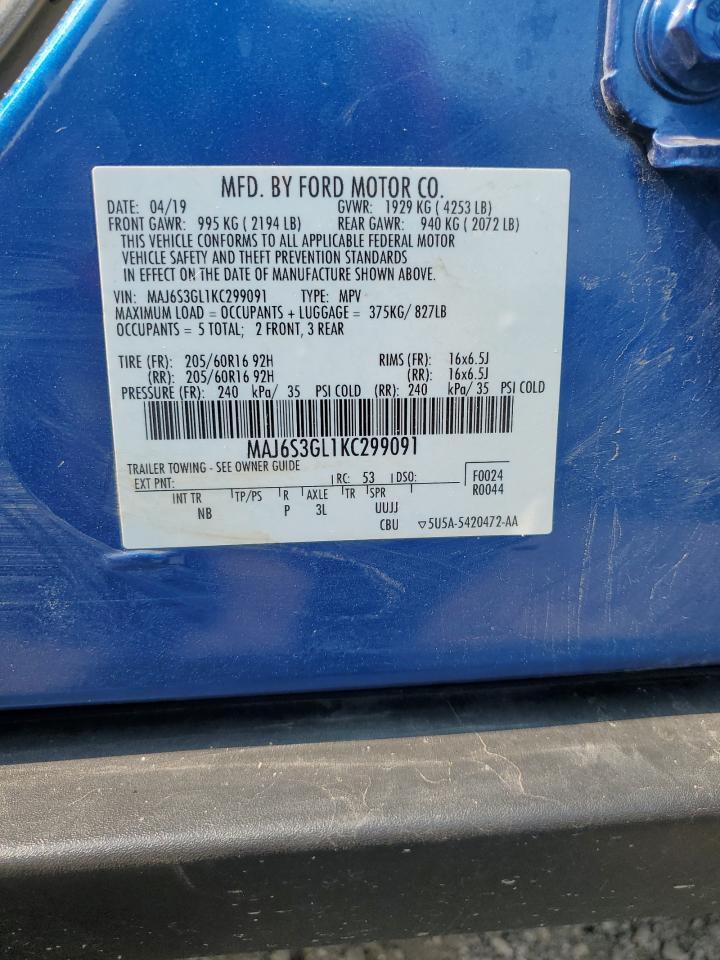 MFD. BY FORD MOTOR CO.
DATE: 04/19 GVWR: 1929 KG ( 4253 LB)
FRONT GAWR: 995 KG ( 2194 LB) REAR GAWR: 940 KG ( 2072 LB)
THIS VEHICLE CONFORMS TO ALL APPLICABLE FEDERAL MOTOR
VEHICLE SAFETY AND THEFT PREVENTION STANDARDS
IN EFFECT ON THE DATE OF MANUFACTURE SHOWN ABOVE.
VIN: MAJ6S3GL1KC299091 TYPE: MPV
MAXIMUM LOAD = OCCUPANTS + LUGGAGE = 375KG/ 827LB
OCCUPANTS = 5 TOTAL; 2 FRONT, 3 REAR
TIRE (FR): 205/60R16 92H RIMS (FR): 16x6.5J
(RR): 205/60R16 92H (RR): 16x6.5J
PRESSURE (FR): 240 kPa/ 35 PSI COLD (RR): 240 kPa/ 35 PSI COLD
MAJ6S3GL1KC299091
TRAILER TOWING - SEE OWNER GUIDE
EXT PNT: RC: 53 DSO: F0024
R0044
INT TR TP/PS R AXLE TR SPR
NB P 3L UUJJ
CBU ▽5U5A-5420472-AA